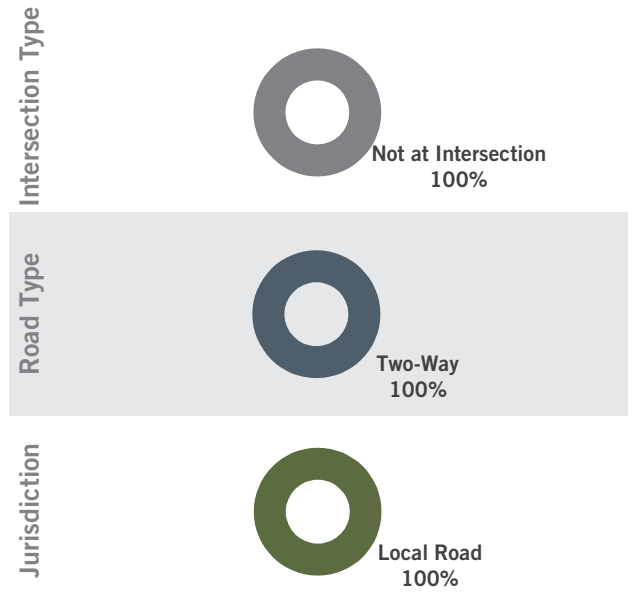 Intersection Type
Not at Intersection
100%
Road Type
Two-Way
100%
Jurisdiction
Local Road
100%